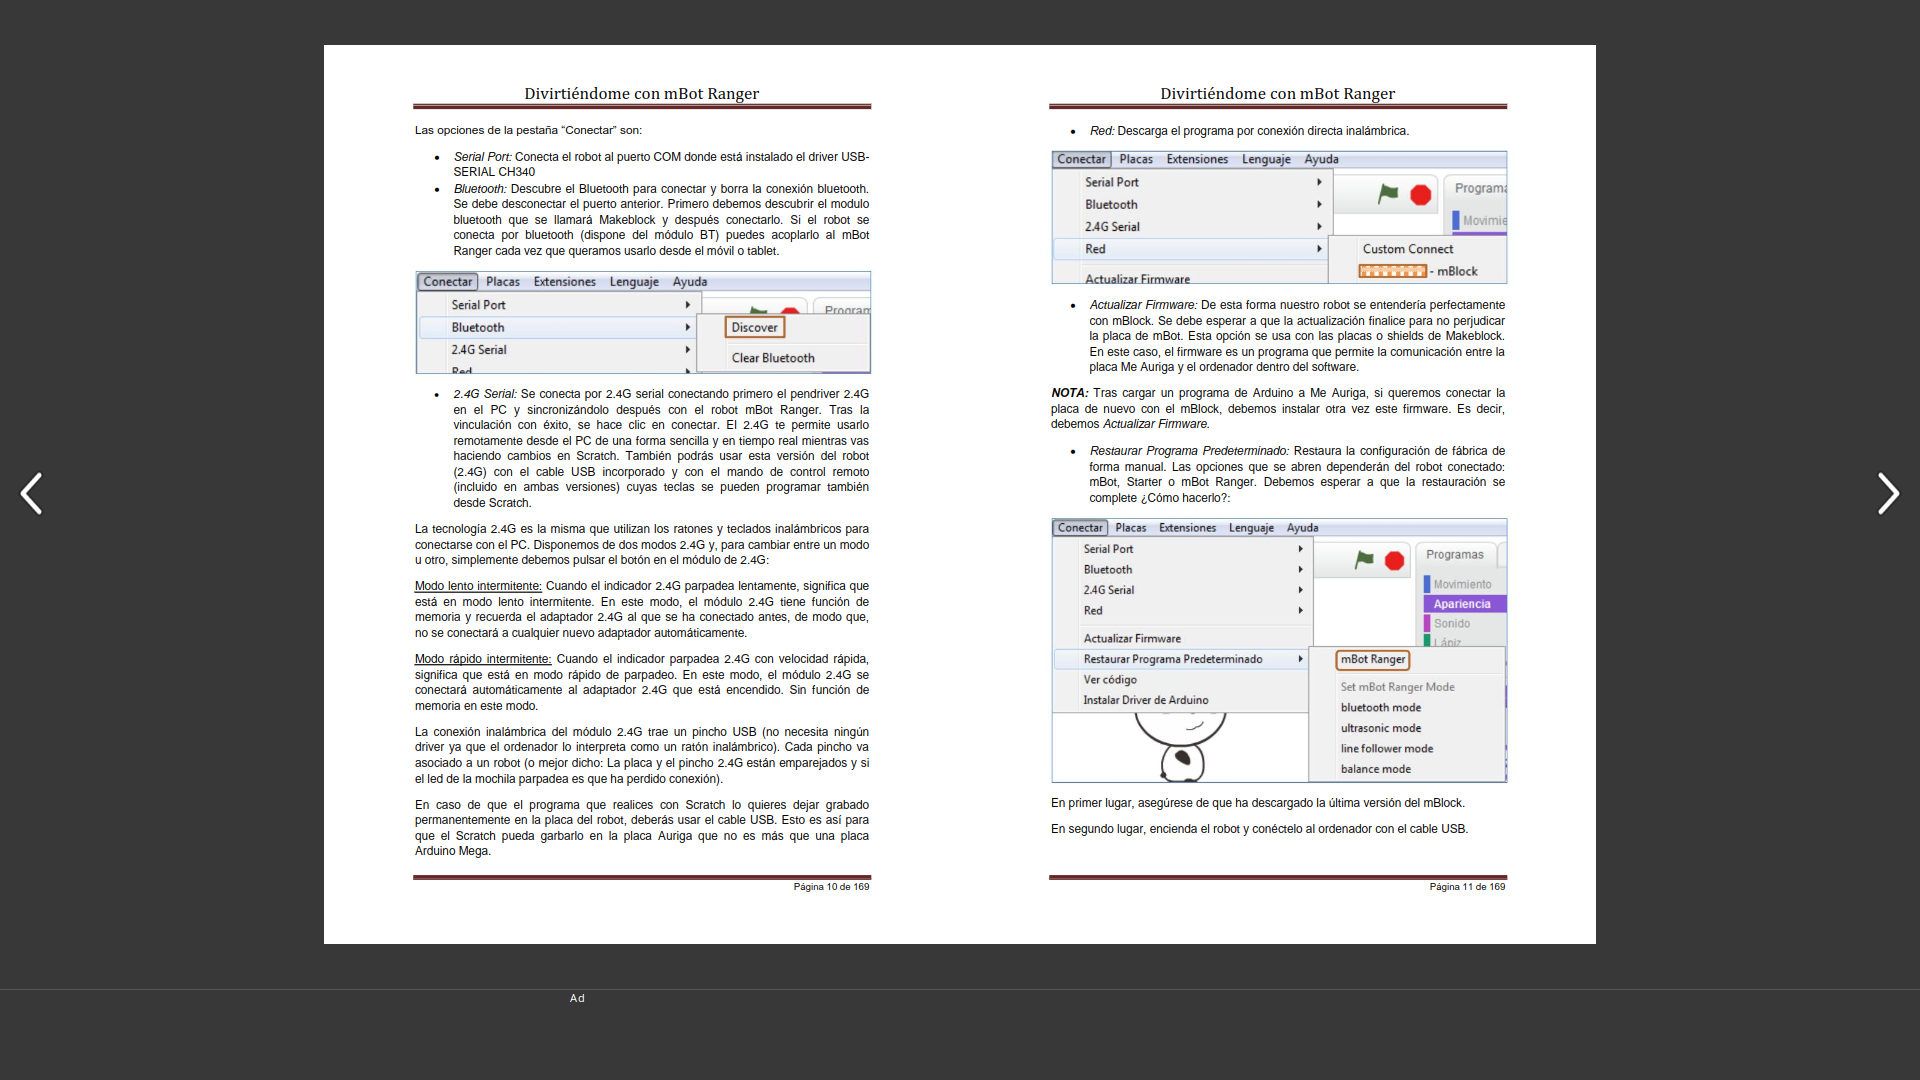 Divirtiéndome con mBot Ranger
Las opciones de la pestaña “Conectar” son:
• Serial Port: Conecta el robot al puerto COM donde está instalado el driver USB-
SERIAL CH340
• Bluetooth: Descubre el Bluetooth para conectar y borra la conexión bluetooth.
Se debe desconectar el puerto anterior. Primero debemos descubrir el modulo
bluetooth que se llamará Makeblock y después conectarlo. Si el robot se
conecta por bluetooth (dispone del módulo BT) puedes acoplarlo al mBot
Ranger cada vez que queramos usarlo desde el móvil o tablet.
Conectar Placas Extensiones Lenguaje Ayuda
Serial Port
Program
Bluetooth
Discover
2.4G Serial
Clear Bluetooth
Red
• 2.4G Serial: Se conecta por 2.4G serial conectando primero el pendriver 2.4G
en el PC y sincronizándolo después con el robot mBot Ranger. Tras la
vinculación con éxito, se hace clic en conectar. El 2.4G te permite usarlo
remotamente desde el PC de una forma sencilla y en tiempo real mientras vas
haciendo cambios en Scratch. También podrás usar esta versión del robot
(2.4G) con el cable USB incorporado y con el mando de control remoto
(incluido en ambas versiones) cuyas teclas se pueden programar también
desde Scratch.
La tecnología 2.4G es la misma que utilizan los ratones y teclados inalámbricos para
conectarse con el PC. Disponemos de dos modos 2.4G y, para cambiar entre un modo
u otro, simplemente debemos pulsar el botón en el módulo de 2.4G:
Modo lento intermitente: Cuando el indicador 2.4G parpadea lentamente, significa que
está en modo lento intermitente. En este modo, el módulo 2.4G tiene función de
memoria y recuerda el adaptador 2.4G al que se ha conectado antes, de modo que,
no se conectará a cualquier nuevo adaptador automáticamente.
Modo rápido intermitente: Cuando el indicador parpadea 2.4G con velocidad rápida,
significa que está en modo rápido de parpadeo. En este modo, el módulo 2.4G se
conectará automáticamente al adaptador 2.4G que está encendido. Sin función de
memoria en este modo.
La conexión inalámbrica del módulo 2.4G trae un pincho USB (no necesita ningún
driver ya que el ordenador lo interpreta como un ratón inalámbrico). Cada pincho va
asociado a un robot (o mejor dicho: La placa y el pincho 2.4G están emparejados y si
el led de la mochila parpadea es que ha perdido conexión).
En caso de que el programa que realices con Scratch lo quieres dejar grabado
permanentemente en la placa del robot, deberás usar el cable USB. Esto es así para
que el Scratch pueda garbarlo en la placa Auriga que no es más que una placa
Arduino Mega.
Página 10 de 169
Divirtiéndome con mBot Ranger
• Red: Descarga el programa por conexión directa inalámbrica.
Conectar Placas Extensiones Lenguaje Ayuda
Serial Port
Programa
Bluetooth
Movimie
2.4G Serial
Red
Custom Connect
- mBlock
Actualizar Firmware
• Actualizar Firmware: De esta forma nuestro robot se entendería perfectamente
con mBlock. Se debe esperar a que la actualización finalice para no perjudicar
la placa de mBot. Esta opción se usa con las placas o shields de Makeblock.
En este caso, el firmware es un programa que permite la comunicación entre la
placa Me Auriga y el ordenador dentro del software.
NOTA: Tras cargar un programa de Arduino a Me Auriga, si queremos conectar la
placa de nuevo con el mBlock, debemos instalar otra vez este firmware. Es decir,
debemos Actualizar Firmware.
• Restaurar Programa Predeterminado: Restaura la configuración de fábrica de
forma manual. Las opciones que se abren dependerán del robot conectado:
mBot, Starter o mBot Ranger. Debemos esperar a que la restauración se
complete ¿Cómo hacerlo?:
Conectar Placas Extensiones Lenguaje Ayuda
Serial Port
Programas
Bluetooth
Movimiento
2.4G Serial
Apariencia
Red
Sonido
Actualizar Firmware
Lápiz
Restaurar Programa Predeterminado
mBot Ranger
Ver código
Set mBot Ranger Mode
Instalar Driver de Arduino
bluetooth mode
ultrasonic mode
line follower mode
balance mode
En primer lugar, asegúrese de que ha descargado la última versión del mBlock.
En segundo lugar, encienda el robot y conéctelo al ordenador con el cable USB.
Página 11 de 169
Ad